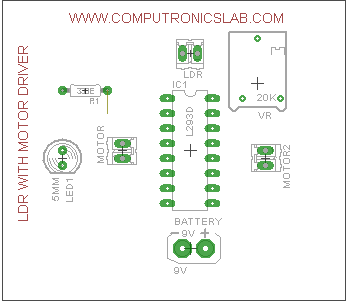 WWW.COMPUTRONICSLAB.COM
LDR WITH MOTOR DRIVER
LDR
IC1
L293D
20K
VR
R1
MOTOR
5MM
LED1
MOTOR2
BATTERY
- 9V +
9V